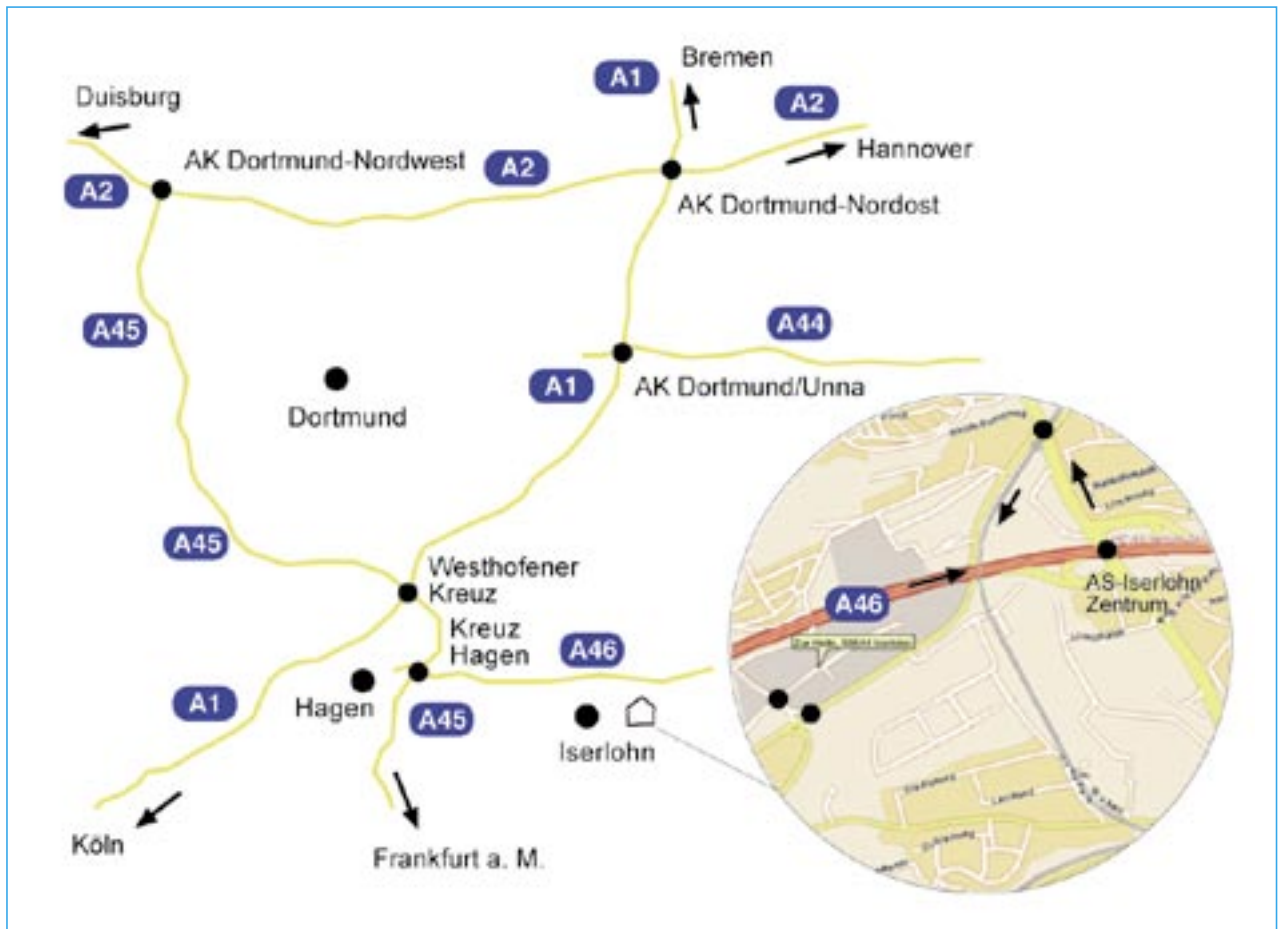 Bremen
A1
Duisburg
A2
AK Dortmund-Nordwest
A2
Hannover
A2
AK Dortmund-Nordost
A45
A44
A1
AK Dortmund/Unna
Dortmund
A45
Westhofener
Kreuz
Kreuz
Hagen
A46
A1
Hagen
A45
Iserlohn
Köln
Frankfurt a. M.
A46
AS-Iserlohn
Zentrum